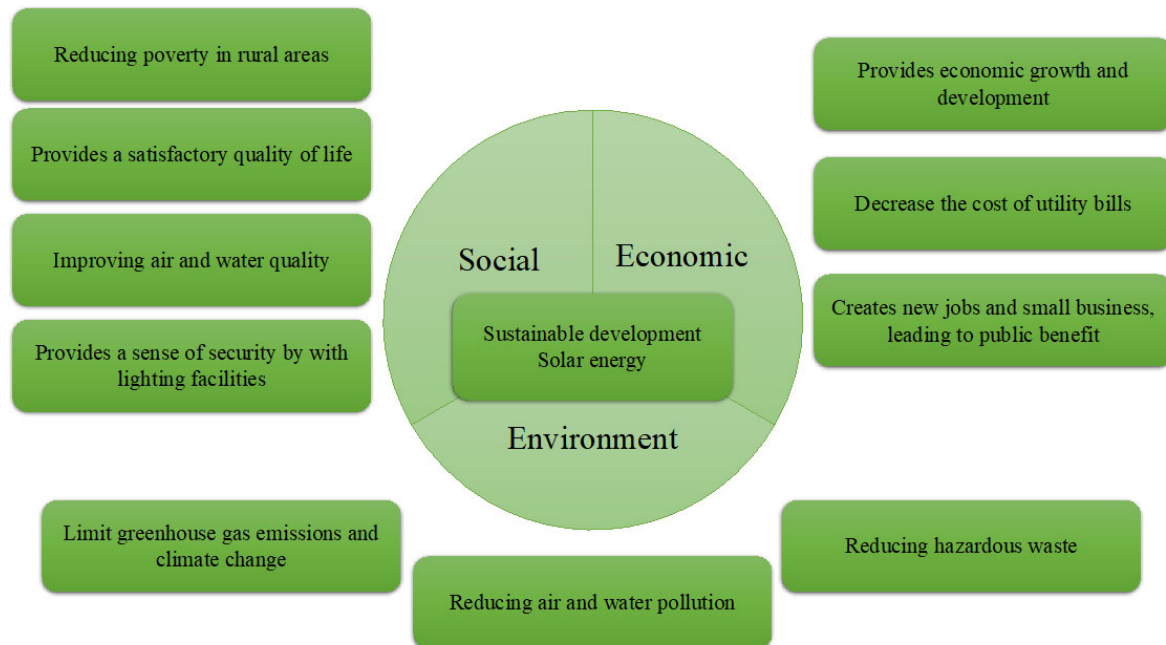 Reducing poverty in rural areas
Provides a satisfactory quality of life
Improving air and water quality
Provides a sense of security by with
lighting facilities
Social
Economic
Sustainable development
Solar energy
Environment
Provides economic growth and
development
Decrease the cost of utility bills
Creates new jobs and small business,
leading to public benefit
Limit greenhouse gas emissions and
climate change
Reducing air and water pollution
Reducing hazardous waste